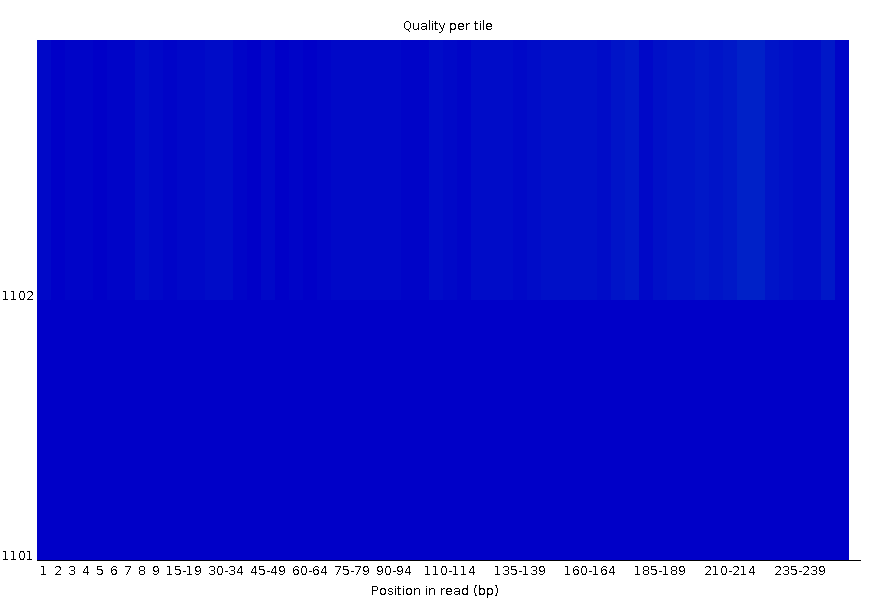 Quality per tile
1102
1101
1 2 3 4 5 6 7 8 9 15-19 30-34 45-49 60-64 75-79 90-94 110-114 135-139 160-164 185-189 210-214 235-239
Position in read (bp)